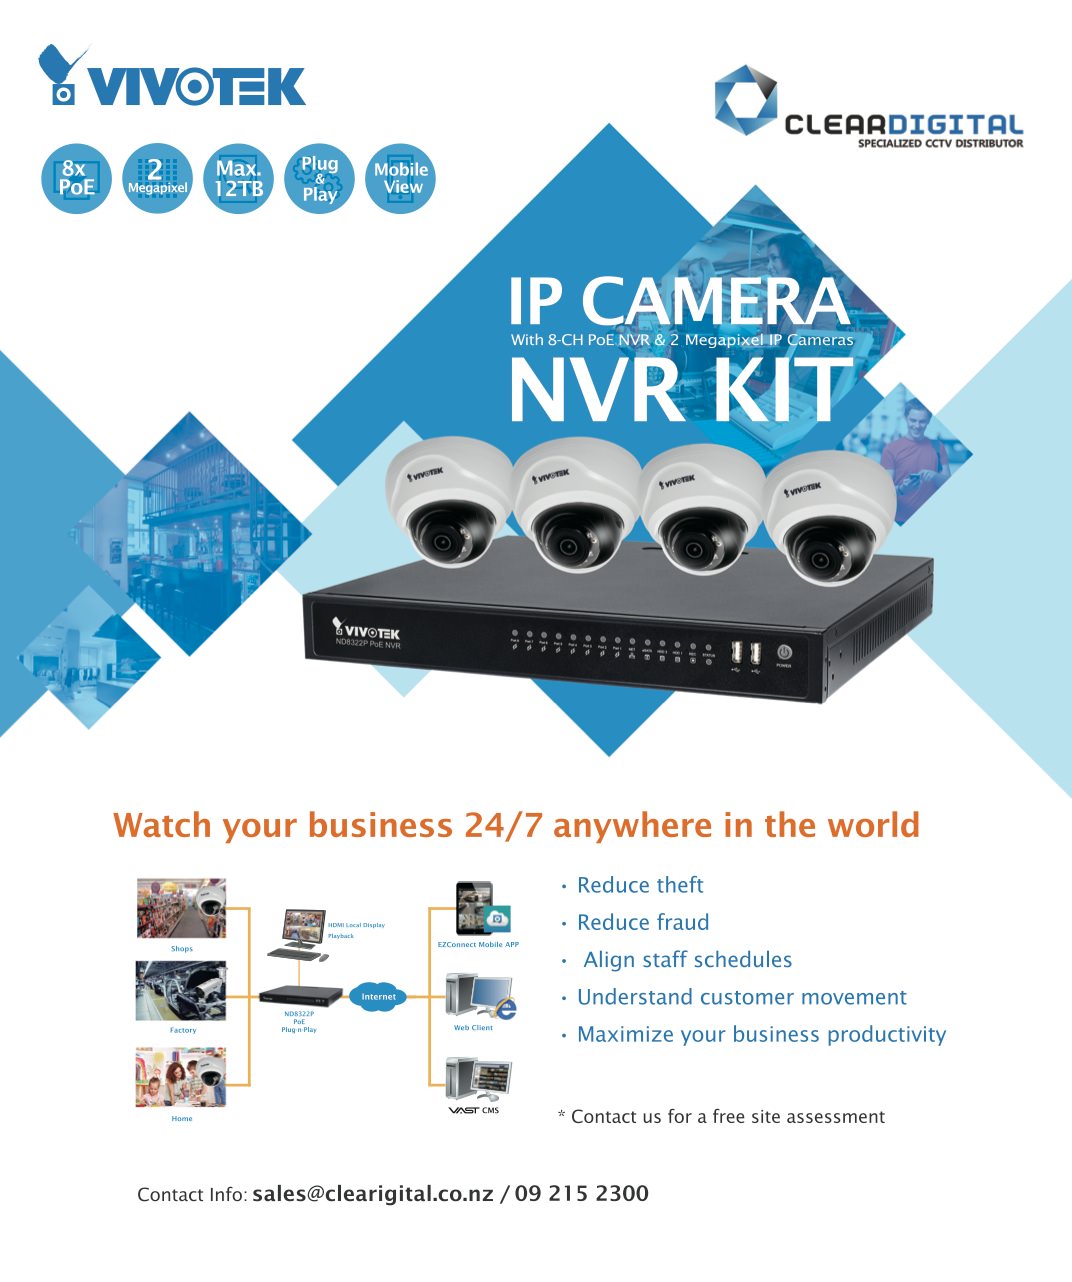 VIVOTEK
CLEARDIGITAL
SPECIALIZED CCTV DISTRIBUTOR
8x
PoE
2
Megapixel
Max.
12TB
Plug
&
Play
Mobile
View
IP CAMERA
With 8-CH PoE NVR & 2 Megapixel IP Cameras
NVR KIT
VIVOTEK
VIVOTEK
VIVOTEK
VIVOTEK
VIVOTEK
ND8322P PoE NVR
POWER
Watch your business 24/7 anywhere in the world
• Reduce theft
• Reduce fraud
• Align staff schedules
• Understand customer movement
• Maximize your business productivity
Shops
Factory
Home
HDMI Local Display
Playback
ND8322P
PoE
Plug-n Play
Internet
EZConnect Mobile APP
Web Client
VAST CMS
* Contact us for a free site assessment
Contact Info: sales@clearigital.co.nz / 09 215 2300